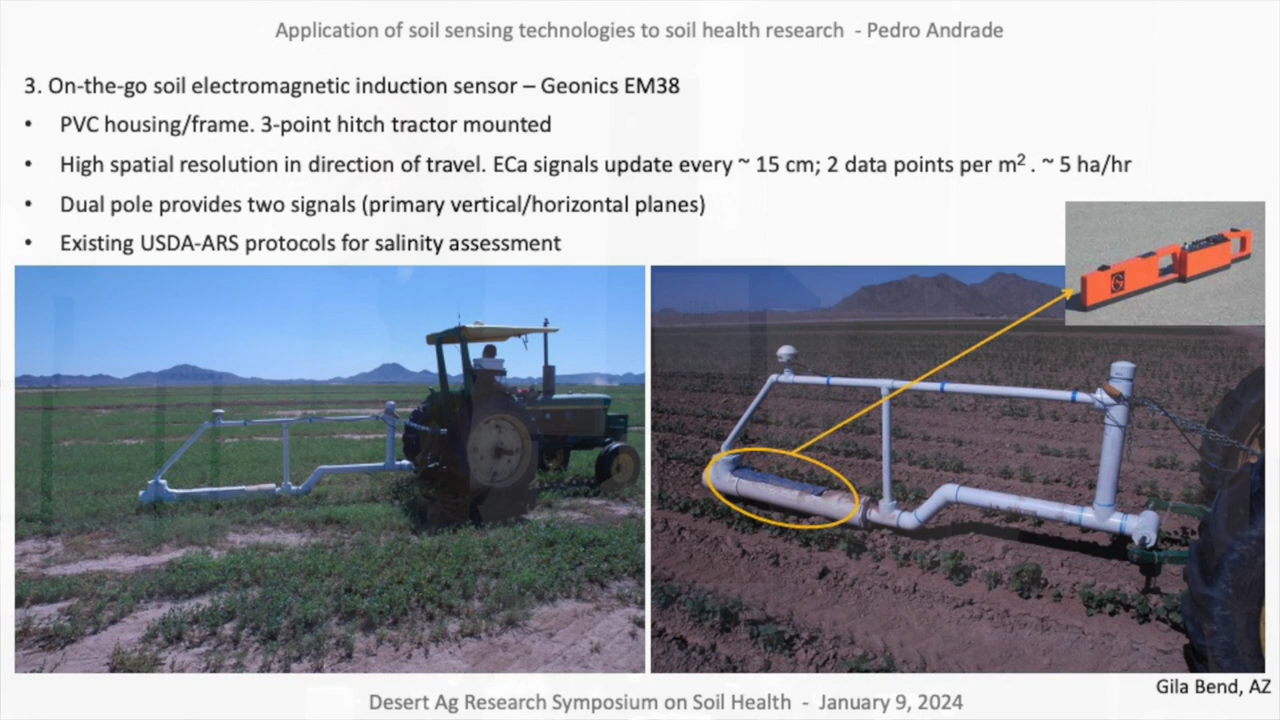 Application of soil sensing technologies to soil health research - Pedro Andrade
3. On-the-go soil electromagnetic induction sensor – Geonics EM38
• PVC housing/frame. 3-point hitch tractor mounted
• High spatial resolution in direction of travel. ECa signals update every ~ 15 cm; 2 data points per m² . ~ 5 ha/hr
• Dual pole provides two signals (primary vertical/horizontal planes)
• Existing USDA-ARS protocols for salinity assessment
Gila Bend, AZ
Desert Ag Research Symposium on Soil Health - January 9, 2024